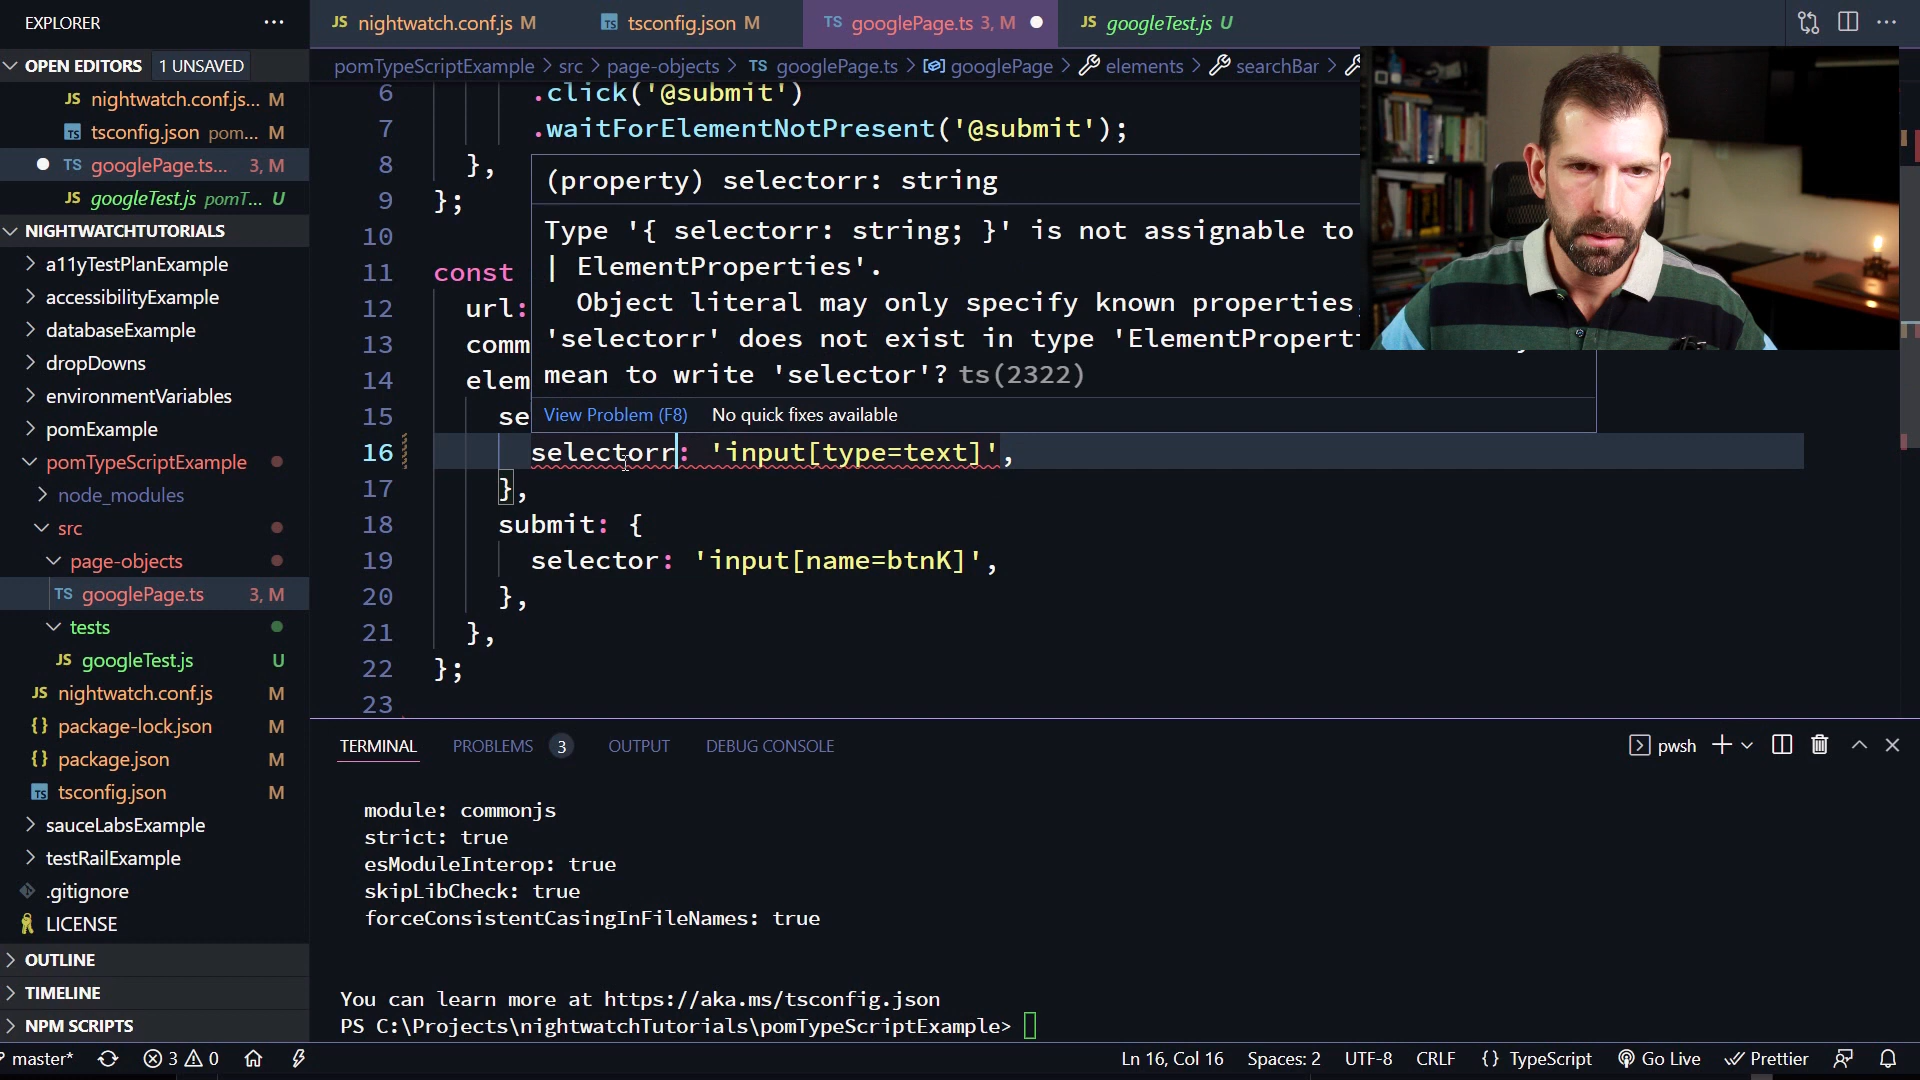 EXPLORER
OPEN EDITORS 1 UNSAVED
JS nightwatch.conf.js... M
TS tsconfig.json pom... M
TS googlePage.ts... 3, M
JS googleTest.js pomT... U
NIGHTWATCHTUTORIALS
a11yTestPlanExample
accessibilityExample
databaseExample
dropDowns
environmentVariables
pomExample
pomTypeScriptExample
node_modules
src
page-objects
TS googlePage.ts 3, M
tests
JS googleTest.js U
JS nightwatch.conf.js M
{} package-lock.json M
{} package.json M
TS tsconfig.json M
sauceLabsExample
testRailExample
.gitignore
LICENSE
OUTLINE
TIMELINE
NPM SCRIPTS
JS nightwatch.conf.js M
TS tsconfig.json M
TS googlePage.ts 3, M
JS googleTest.js U
pomTypeScriptExample > src > page-objects > TS googlePage.ts > googlePage > elements > searchBar >
6 .click('@submit')
7 .waitForElementNotPresent('@submit');
8 },
9 };
10
11 const
12 url:
13 comm
14 elem
15 se
16 selectorr: 'input[type=text]',
17 },
18 submit: {
19 selector: 'input[name=btnK]',
20 },
21 },
22 };
23
(property) selectorr: string
Type '{ selectorr: string; }' is not assignable to
| ElementProperties'.
Object literal may only specify known properties
'selectorr' does not exist in type 'ElementPropert
mean to write 'selector'? ts(2322)
View Problem (F8) No quick fixes available
TERMINAL PROBLEMS 3 OUTPUT DEBUG CONSOLE
pwsh
module: commonjs
strict: true
esModuleInterop: true
skipLibCheck: true
forceConsistentCasingInFileNames: true
You can learn more at https://aka.ms/tsconfig.json
PS C:\Projects\nightwatchTutorials\pomTypeScriptExample>
master* 3 0 Ln 16, Col 16 Spaces: 2 UTF-8 CRLF {} TypeScript Go Live Prettier